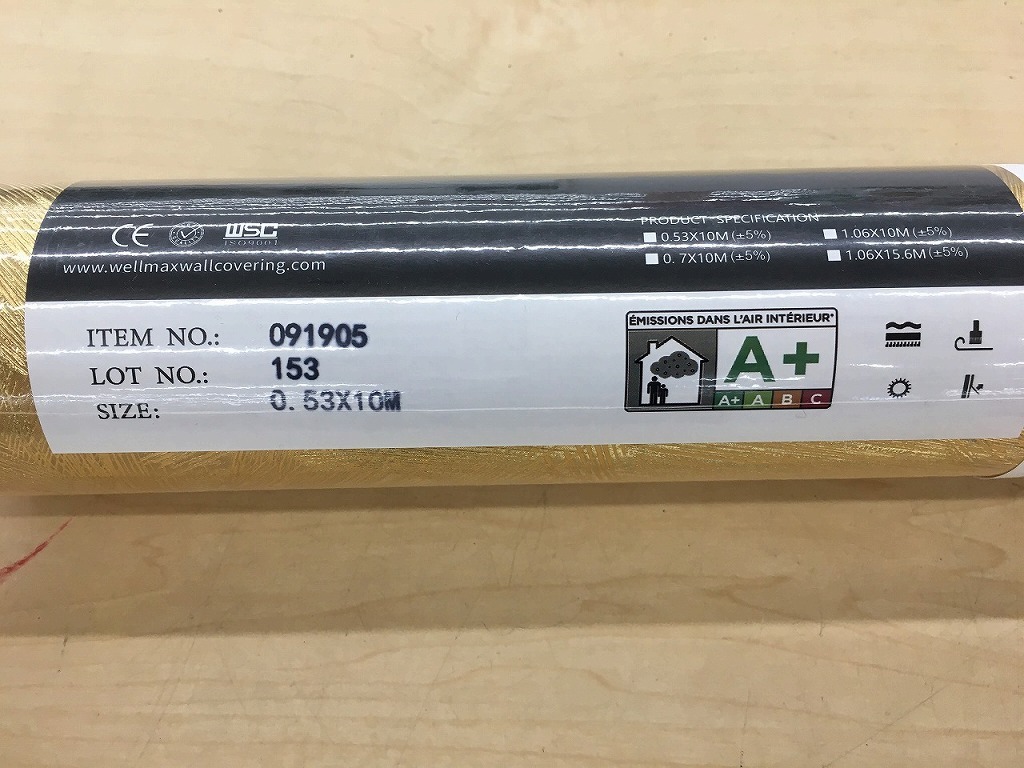 CE
WSC
ISO9001
www.wellmaxwallcovering.com
PRODUCT SPECIFICATION
0.53X10M (±5%)
1.06X10M (±5%)
0.7X10M (±5%)
1.06X15.6M (±5%)
ITEM NO.: 091905
LOT NO.: 153
SIZE: 0.53X10M
ÉMISSIONS DANS L'AIR INTÉRIEUR*
A+
A+ A B C